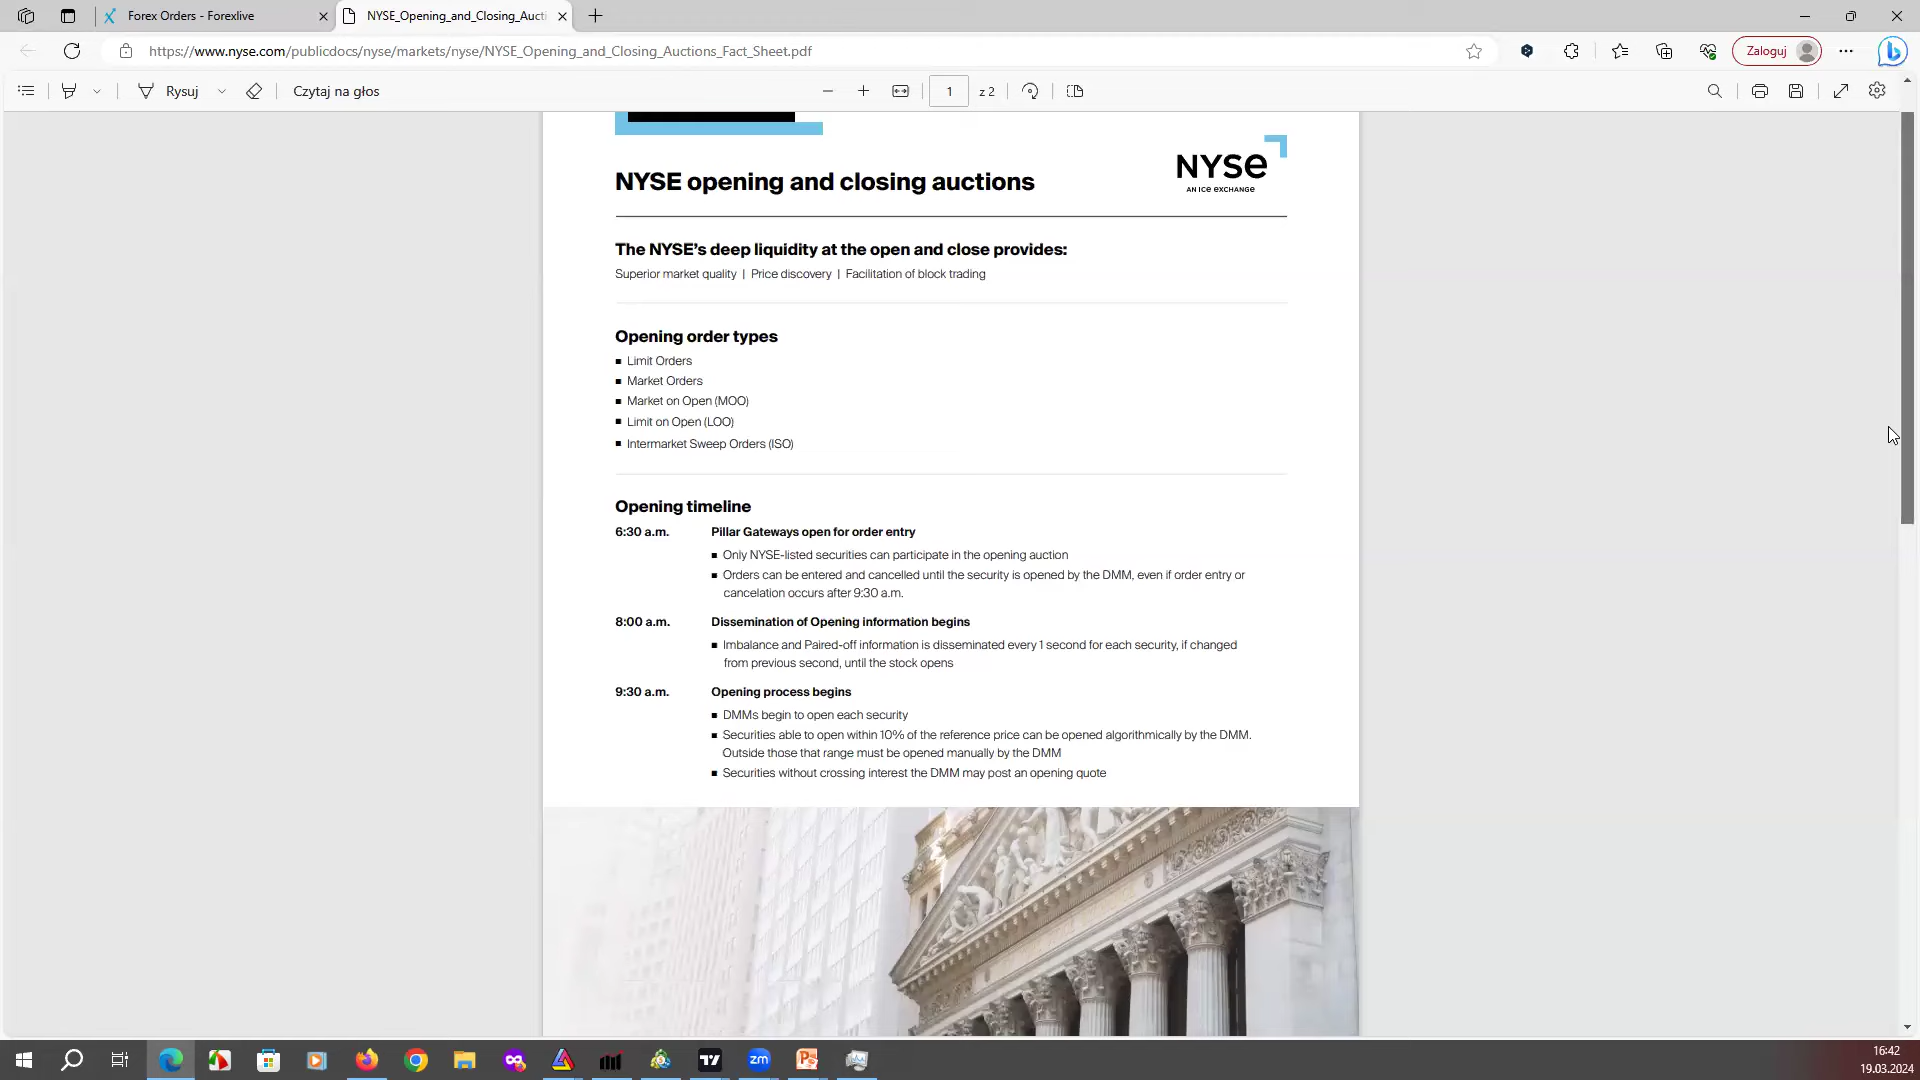 Forex Orders - Forexlive
NYSE_Opening_and_Closing_Aucti
https://www.nyse.com/publicdocs/nyse/markets/nyse/NYSE_Opening_and_Closing_Auctions_Fact_Sheet.pdf
Zaloguj
Rysuj
Czytaj na głos
1
z 2
NYSE opening and closing auctions
NYSE
AN ICE EXCHANGE
The NYSE's deep liquidity at the open and close provides:
Superior market quality | Price discovery | Facilitation of block trading
Opening order types
■ Limit Orders
■ Market Orders
■ Market on Open (MOO)
■ Limit on Open (LOO)
■ Intermarket Sweep Orders (ISO)
Opening timeline
6:30 a.m. Pillar Gateways open for order entry
■ Only NYSE-listed securities can participate in the opening auction
■ Orders can be entered and cancelled until the security is opened by the DMM, even if order entry or
cancelation occurs after 9:30 a.m.
8:00 a.m. Dissemination of Opening information begins
■ Imbalance and Paired-off information is disseminated every 1 second for each security, if changed
from previous second, until the stock opens
9:30 a.m. Opening process begins
■ DMMs begin to open each security
■ Securities able to open within 10% of the reference price can be opened algorithmically by the DMM.
Outside those that range must be opened manually by the DMM
■ Securities without crossing interest the DMM may post an opening quote
zm
16:42
19.03.2024